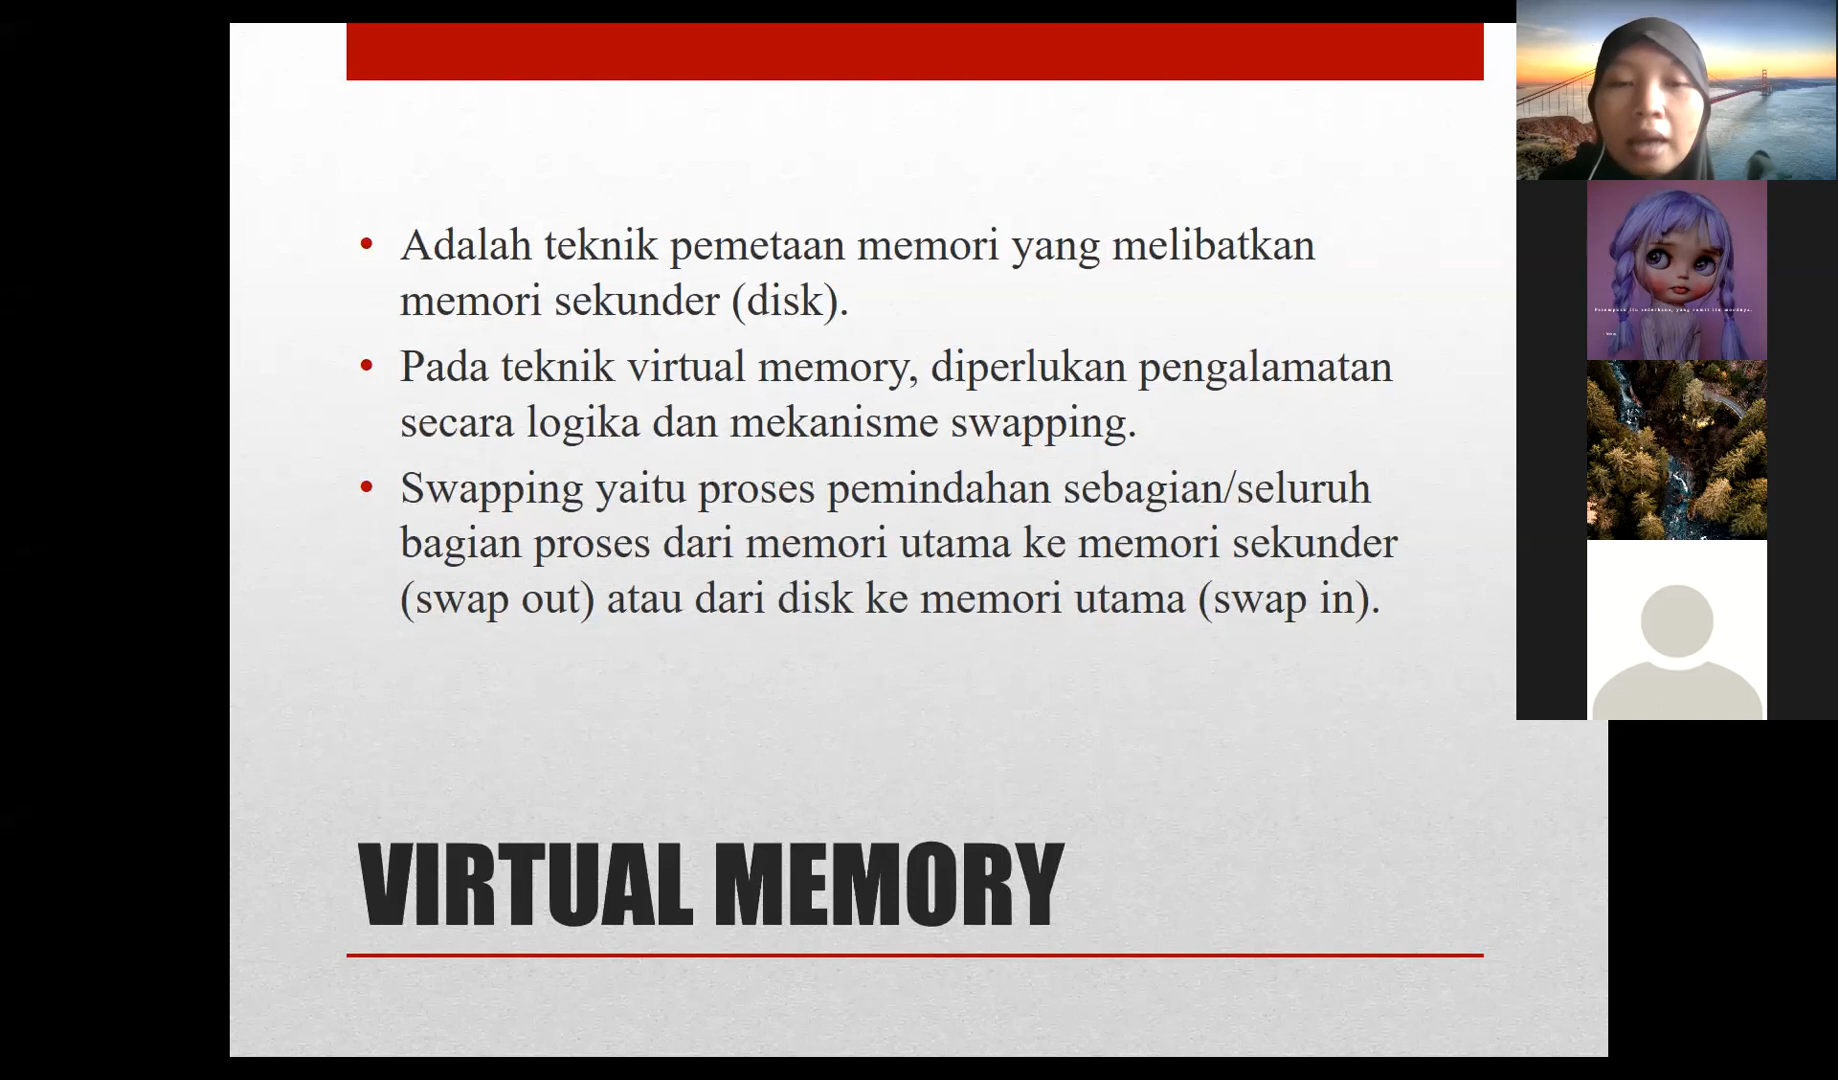 • Adalah teknik pemetaan memori yang melibatkan
memori sekunder (disk).
• Pada teknik virtual memory, diperlukan pengalamatan
secara logika dan mekanisme swapping.
• Swapping yaitu proses pemindahan sebagian/seluruh
bagian proses dari memori utama ke memori sekunder
(swap out) atau dari disk ke memori utama (swap in).
VIRTUAL MEMORY